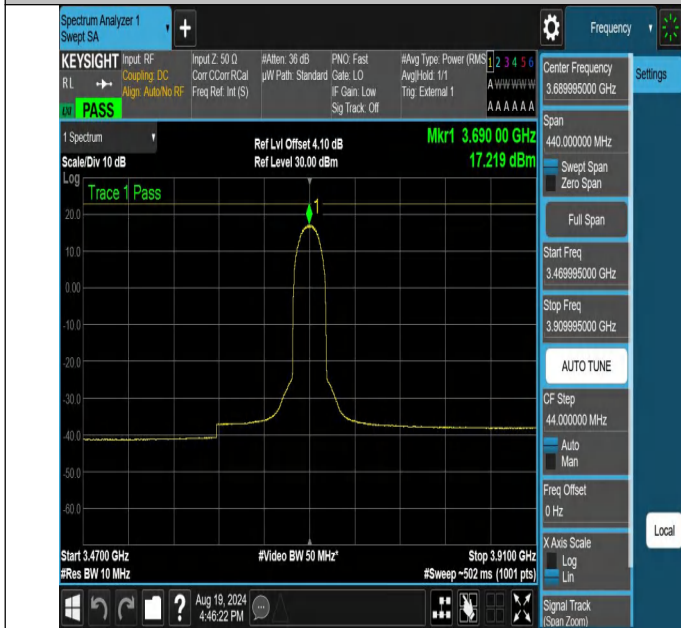 Spectrum Analyzer 1
Swept SA
+
Frequency
KEYSIGHT
RL
PASS
Input: RF
Coupling: DC
Align: Auto/No RF
Input Z: 50 Ω
Corr CCorr RCal
Freq Ref: Int (S)
#Atten: 36 dB
µW Path: Standard
PNO: Fast
Gate: LO
IF Gain: Low
Sig Track: Off
#Avg Type: Power (RMS
Avg|Hold: 1/1
Trig: External 1
1 2 3 4 5 6
A W W W W W
A A A A A A
1 Spectrum
Scale/Div 10 dB
Ref Lvl Offset 4.10 dB
Ref Level 30.00 dBm
Mkr1 3.690 00 GHz
17.219 dBm
Log
Trace 1 Pass
1
20.0
10.0
0.00
-10.0
-20.0
-30.0
-40.0
-50.0
-60.0
Start 3.4700 GHz
#Res BW 10 MHz
#Video BW 50 MHz*
Stop 3.9100 GHz
#Sweep ~502 ms (1001 pts)
?
Aug 19, 2024
4:46:22 PM
Center Frequency
3.689995000 GHz
Span
440.000000 MHz
Swept Span
Zero Span
Full Span
Start Freq
3.469995000 GHz
Stop Freq
3.909995000 GHz
AUTO TUNE
CF Step
44.000000 MHz
Auto
Man
Freq Offset
0 Hz
X Axis Scale
Log
Lin
Signal Track
(Span Zoom)
Settings
Local